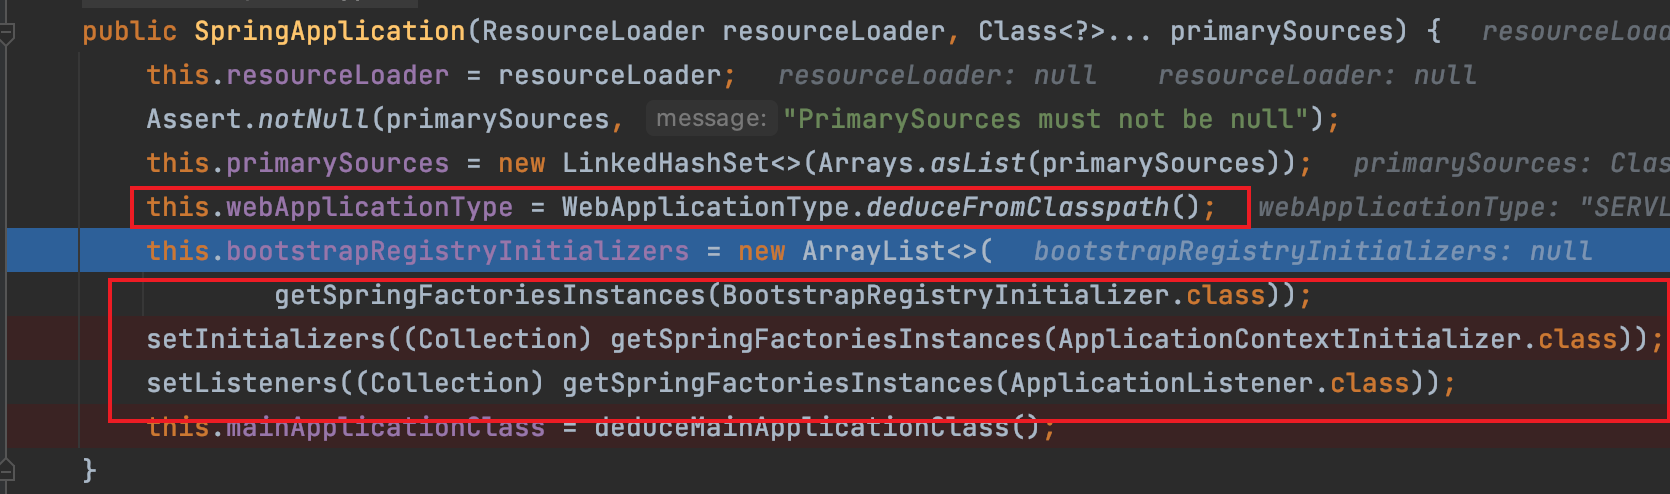 public SpringApplication(ResourceLoader resourceLoader, Class<?>... primarySources) { resourceLoad
this.resourceLoader = resourceLoader; resourceLoader: null resourceLoader: null
Assert.notNull(primarySources, message: "PrimarySources must not be null");
this.primarySources = new LinkedHashSet<>(Arrays.asList(primarySources)); primarySources: Clas
this.webApplicationType = WebApplicationType.deduceFromClasspath(); webApplicationType: "SERVL
this.bootstrapRegistryInitializers = new ArrayList<>( bootstrapRegistryInitializers: null
getSpringFactoriesInstances(BootstrapRegistryInitializer.class));
setInitializers((Collection) getSpringFactoriesInstances(ApplicationContextInitializer.class));
setListeners((Collection) getSpringFactoriesInstances(ApplicationListener.class));
this.mainApplicationClass = deduceMainApplicationClass();
}